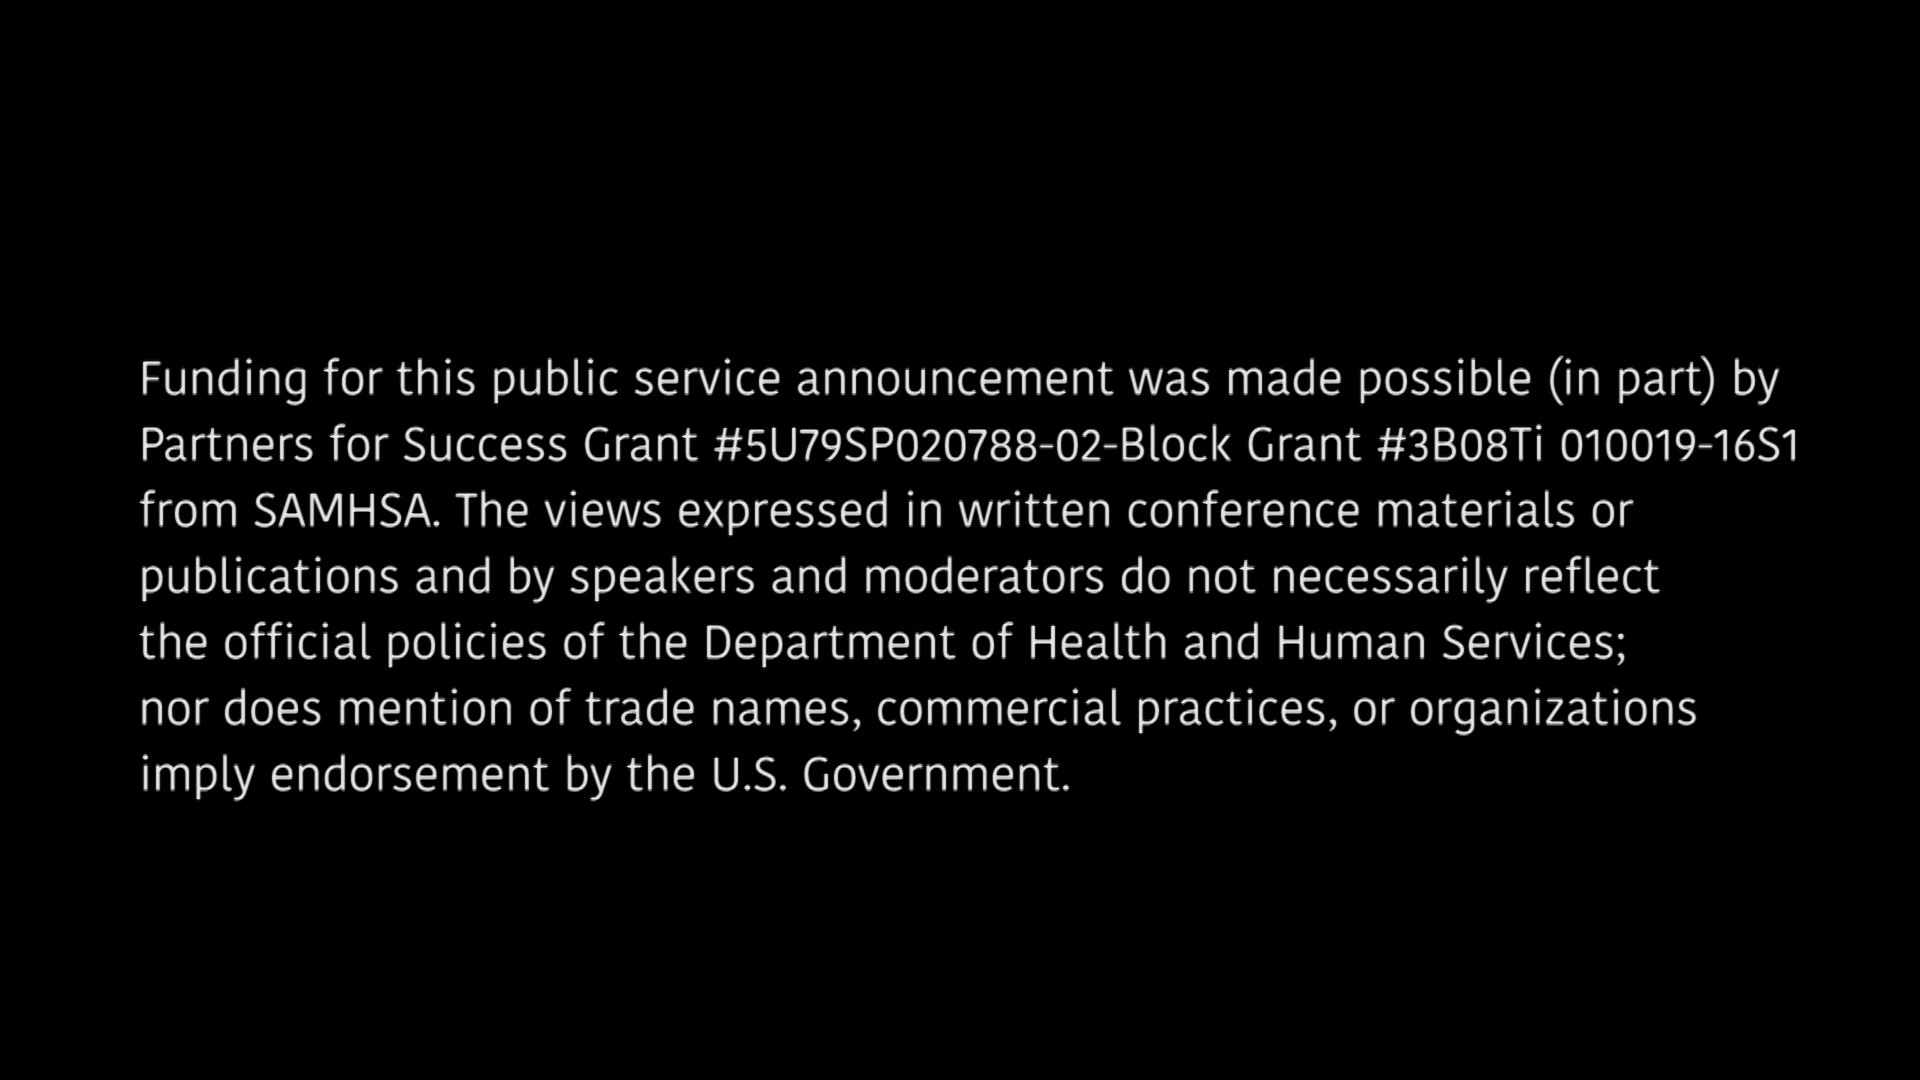 Funding for this public service announcement was made possible (in part) by
Partners for Success Grant #5U79SP020788-02-Block Grant #3B08Ti 010019-16S1
from SAMHSA. The views expressed in written conference materials or
publications and by speakers and moderators do not necessarily reflect
the official policies of the Department of Health and Human Services;
nor does mention of trade names, commercial practices, or organizations
imply endorsement by the U.S. Government.